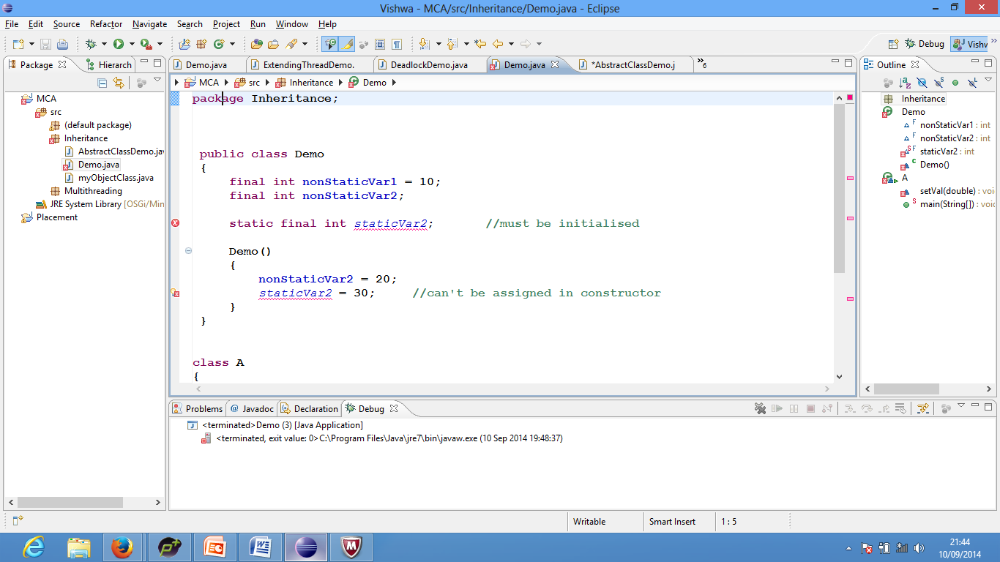 Vishwa - MCA/src/Inheritance/Demo.java - Eclipse
File Edit Source Refactor Navigate Search Project Run Window Help
Debug Vishw
Package Hierarch
Demo.java ExtendingThreadDemo. DeadlockDemo.java Demo.java *AbstractClassDemo.j »6
Outline
MCA src Inheritance Demo
MCA
src
(default package)
Inheritance
AbstractClassDemo.jav
Demo.java
myObjectClass.java
Multithreading
JRE System Library [OSGi/Min
Placement
package Inheritance;
public class Demo
{
final int nonStaticVar1 = 10;
final int nonStaticVar2;
static final int staticVar2; //must be initialised
Demo()
{
nonStaticVar2 = 20;
staticVar2 = 30; //can't be assigned in constructor
}
}
class A
{
Inheritance
Demo
nonStaticVar1 : int
nonStaticVar2 : int
staticVar2 : int
Demo()
A
setVal(double) : voi
main(String[]) : void
Problems @ Javadoc Declaration Debug
<terminated>Demo (3) [Java Application]
<terminated, exit value: 0>C:\Program Files\Java\jre7\bin\javaw.exe (10 Sep 2014 19:48:37)
Writable Smart Insert 1 : 5
21:44
10/09/2014